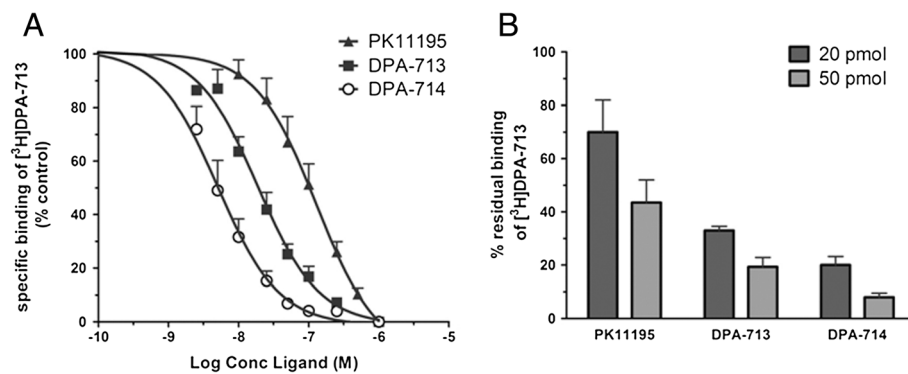 A
PK11195
DPA-713
DPA-714
specific binding of [³H]DPA-713
(% control)
100
80
60
40
20
0
-10
-9
-8
-7
-6
-5
Log Conc Ligand (M)
B
20 pmol
50 pmol
% residual binding
of [³H]DPA-713
100
80
60
40
20
0
PK11195
DPA-713
DPA-714